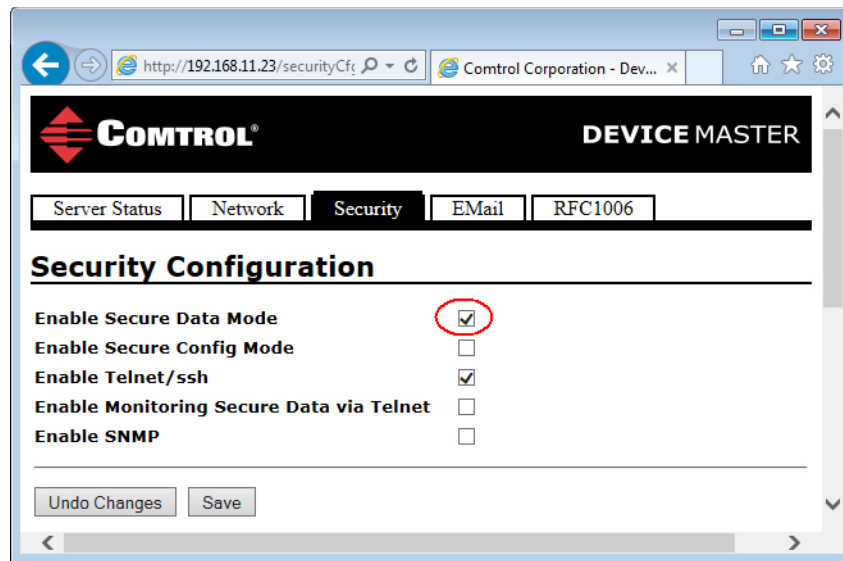 http://192.168.11.23/securityCfg
Comtrol Corporation - Dev...
COMTROL®
DEVICEMASTER
Server Status
Network
Security
EMail
RFC1006
Security Configuration
Enable Secure Data Mode
Enable Secure Config Mode
Enable Telnet/ssh
Enable Monitoring Secure Data via Telnet
Enable SNMP
Undo Changes
Save